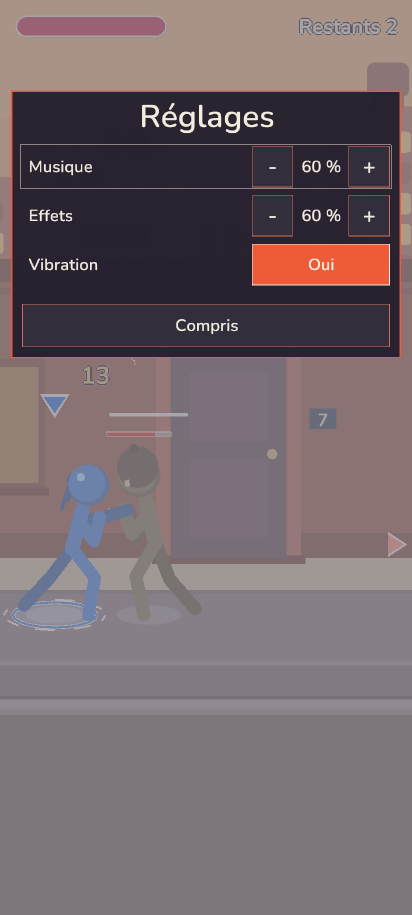 Restants 2
Réglages
Musique - 60 % +
Effets - 60 % +
Vibration Oui
Compris
13
7